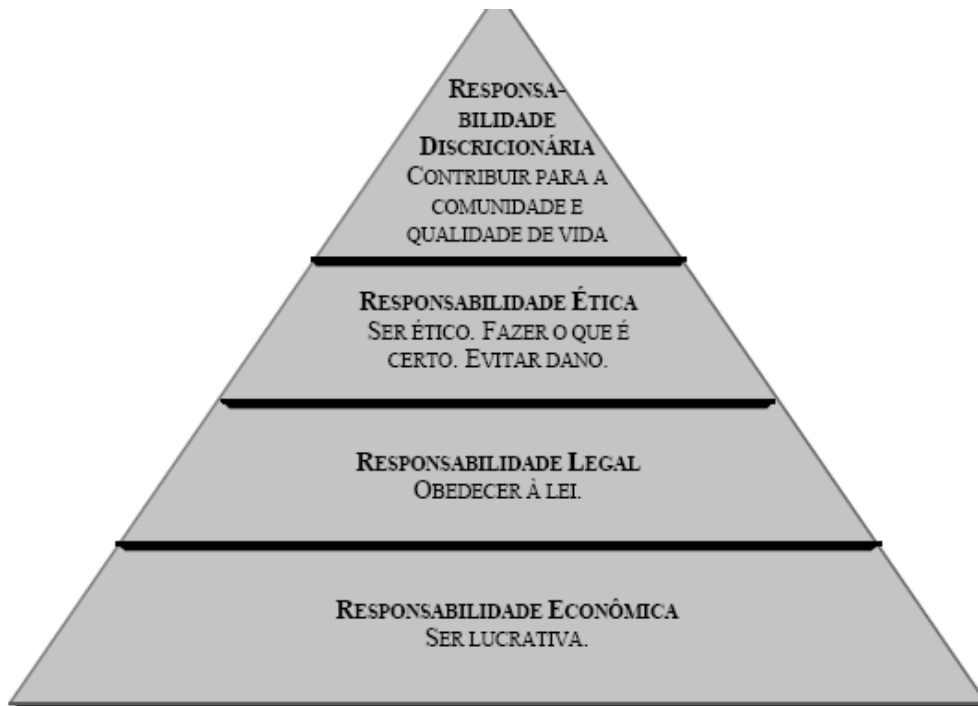 RESPONSA-
BILIDADE
DISCRICIONÁRIA
CONTRIBUIR PARA A
COMUNIDADE E
QUALIDADE DE VIDA
RESPONSABILIDADE ÉTICA
SER ÉTICO. FAZER O QUE É
CERTO. EVITAR DANO.
RESPONSABILIDADE LEGAL
OBEDECER À LEI.
RESPONSABILIDADE ECONÔMICA
SER LUCRATIVA.